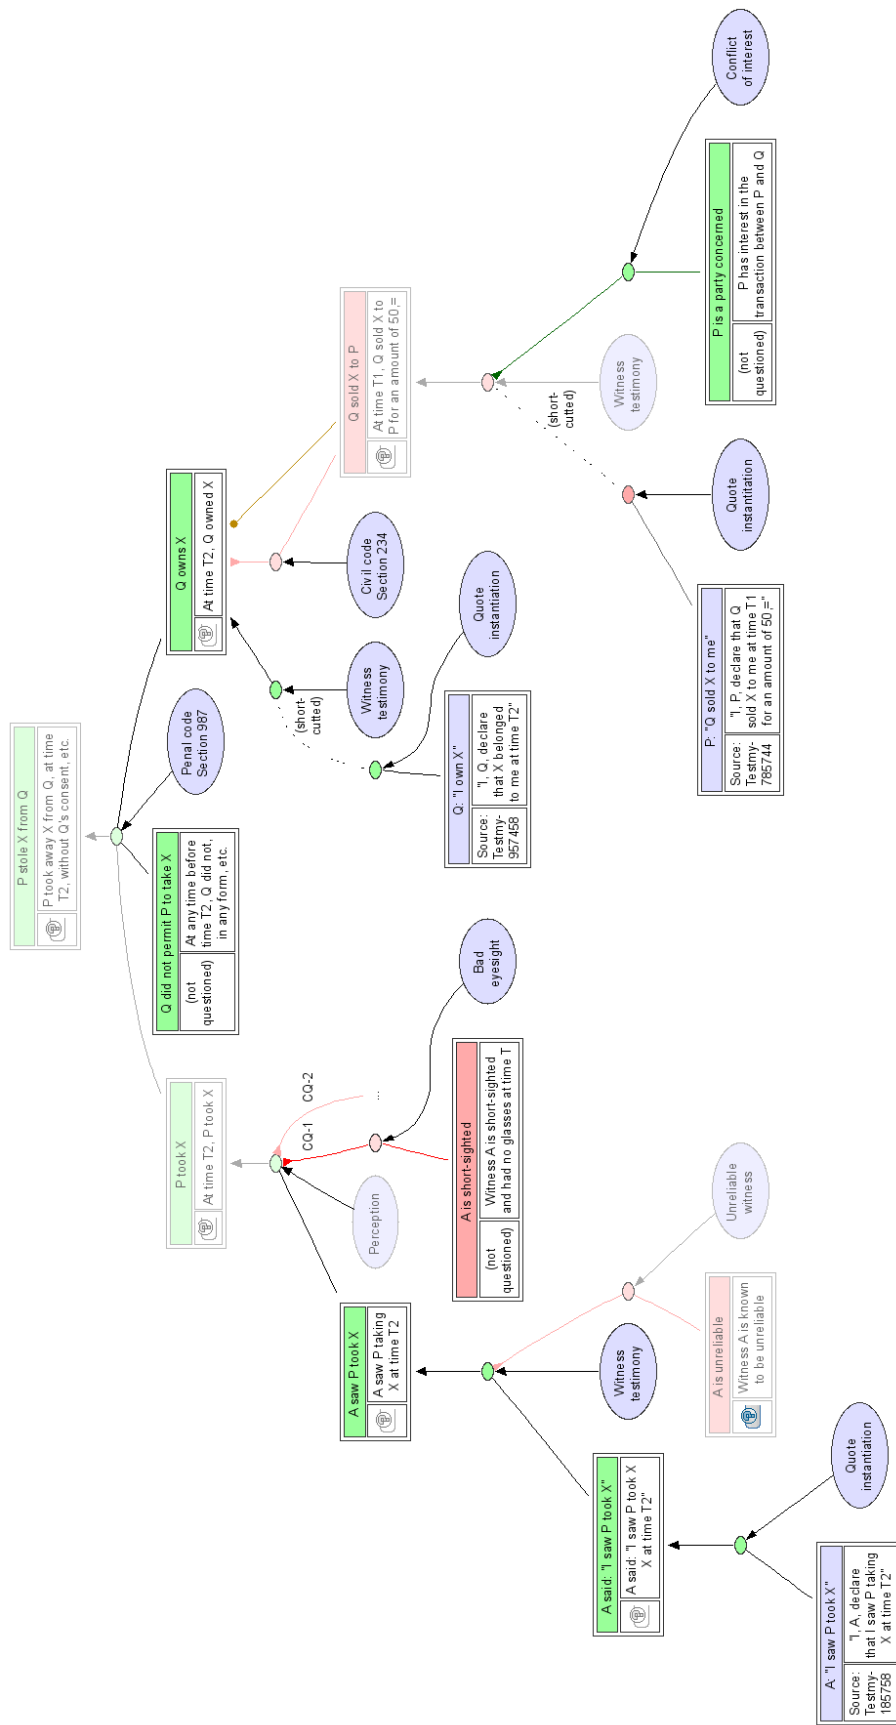 P stole X from Q
P took away X from Q, at time
T2, without Q's consent, etc.
Penal code
Section 987
P took X
At time T2, P took X
Q did not permit P to take X
(not
questioned)
At any time before
time T2, Q did not,
in any form, etc.
Q owns X
At time T2, Q owned X
CQ-1
CQ-2
...
Perception
Bad
eyesight
A saw P took X
A saw P taking
X at time T2
A is short-sighted
(not
questioned)
Witness A is short-sighted
and had no glasses at time T
(short-
cutted)
Witness
testimony
Civil code
Section 234
Q sold X to P
At time T1, Q sold X to
P for an amount of 50,=
Q: "I own X"
Source:
Testmy-
957458
"I, Q, declare
that X belonged
to me at time T2"
Quote
instantiation
Witness
testimony
Unreliable
witness
A said: "I saw P took X"
A said: "I saw P took X
X at time T2"
A is unreliable
Witness A is known
to be unreliable
(short-
cutted)
Witness
testimony
Conflict
of interest
P: "Q sold X to me"
Source:
Testmy-
785744
"I, P, declare that Q
sold X to me at time T1
for an amount of 50,="
Quote
instantitation
P is a party concerned
(not
questioned)
P has interest in the
transaction between P and Q
A: "I saw P took X"
Source:
Testmy-
185758
"I, A, declare
that I saw P taking
X at time T2"
Quote
instantiation